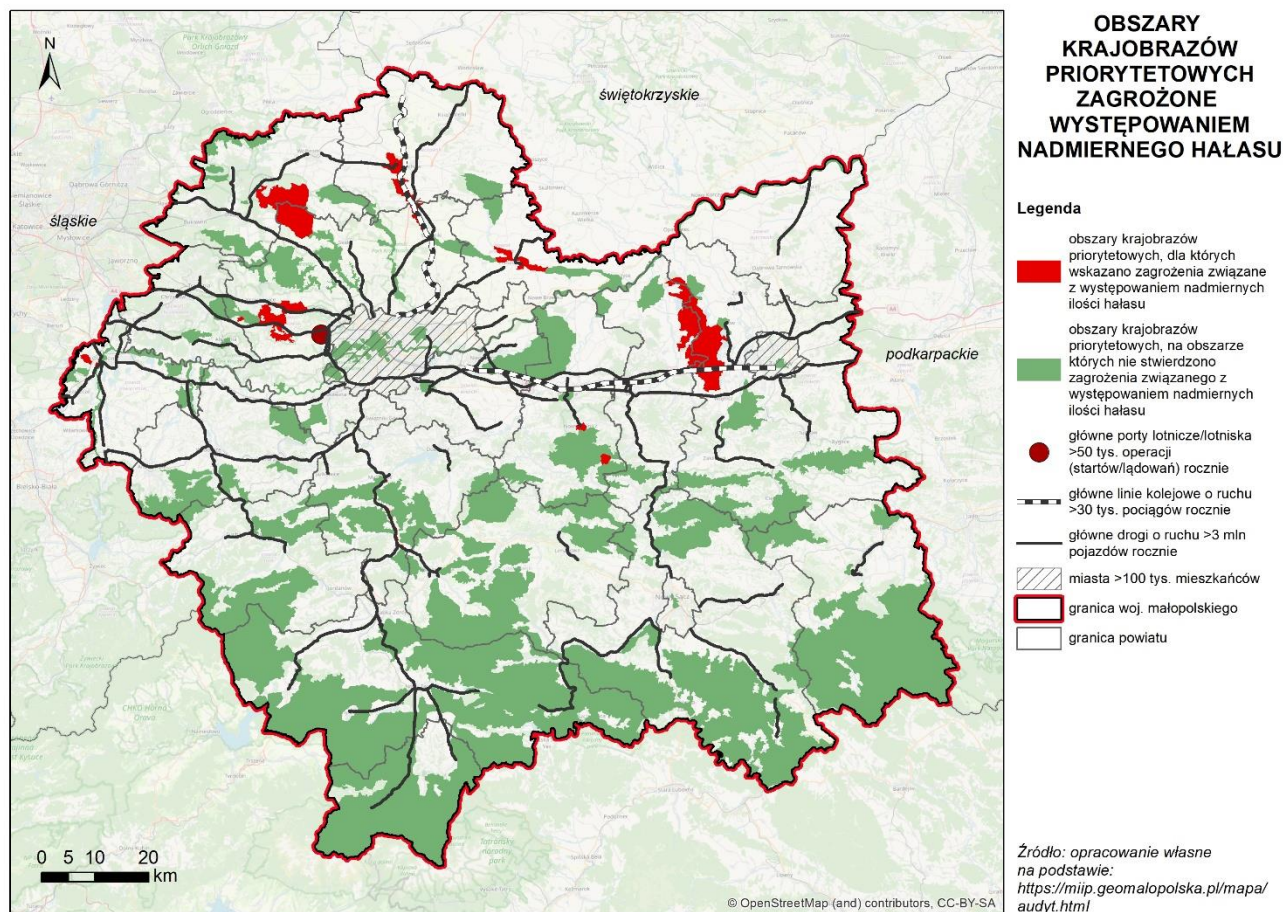 OBSZARY
KRAJOBRAZÓW
PRIORYTETOWYCH
ZAGROŻONE
WYSTĘPOWANIEM
NADMIERNEGO HAŁASU
N
świętokrzyskie
śląskie
podkarpackie
Legenda
obszary krajobrazów
priorytetowych, dla których
wskazano zagrożenia związane
z występowaniem nadmiernych
ilości hałasu
obszary krajobrazów
priorytetowych, na obszarze
których nie stwierdzono
zagrożenia związanego z
występowaniem nadmiernych
ilości hałasu
główne porty lotnicze/lotniska
>50 tys. operacji
(startów/lądowań) rocznie
główne linie kolejowe o ruchu
>30 tys. pociągów rocznie
główne drogi o ruchu >3 mln
pojazdów rocznie
miasta >100 tys. mieszkańców
granica woj. małopolskiego
granica powiatu
0 5 10 20
km
© OpenStreetMap (and) contributors, CC-BY-SA
Źródło: opracowanie własne
na podstawie:
https://miip.geomalopolska.pl/mapa/
audyt.html